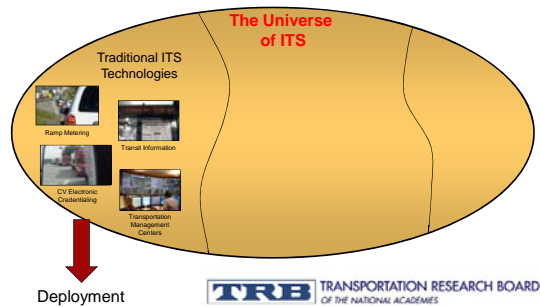 The Universe
of ITS
Traditional ITS
Technologies
Ramp Metering
Transit Information
CV Electronic
Credentialing
Transportation
Management
Centers
Deployment
TRB
TRANSPORTATION RESEARCH BOARD
OF THE NATIONAL ACADEMIES